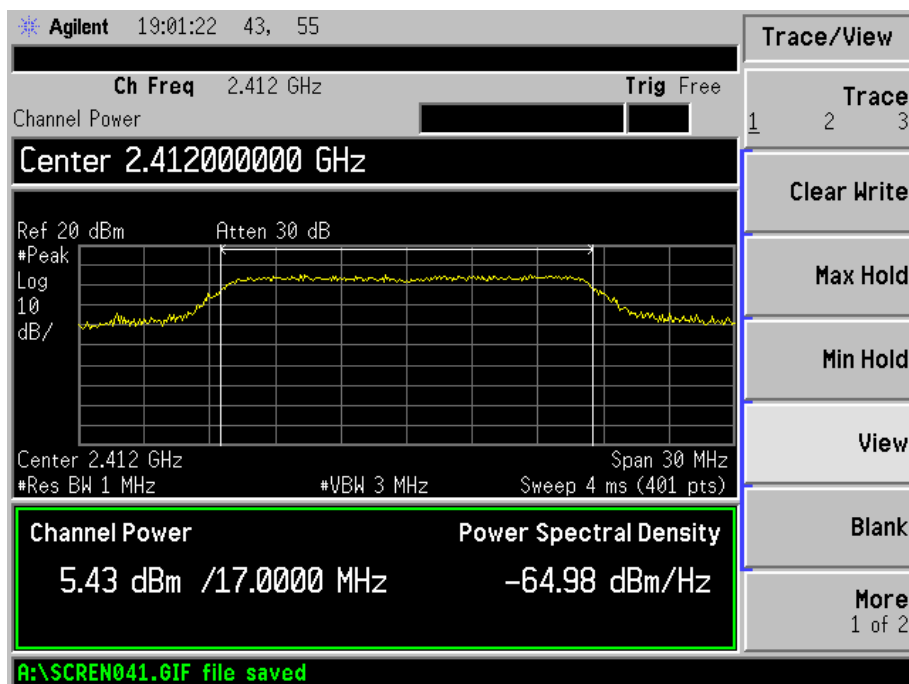 Agilent 19:01:22 43, 55
Trace/View
Ch Freq 2.412 GHz Trig Free
Channel Power
Trace
1 2 3
Center 2.412000000 GHz
Clear Write
Ref 20 dBm Atten 30 dB
#Peak
Log
10
dB/
Max Hold
Min Hold
View
Center 2.412 GHz Span 30 MHz
#Res BW 1 MHz #VBW 3 MHz Sweep 4 ms (401 pts)
Channel Power Power Spectral Density
Blank
5.43 dBm /17.0000 MHz -64.98 dBm/Hz
More
1 of 2
A:\SCREN041.GIF file saved